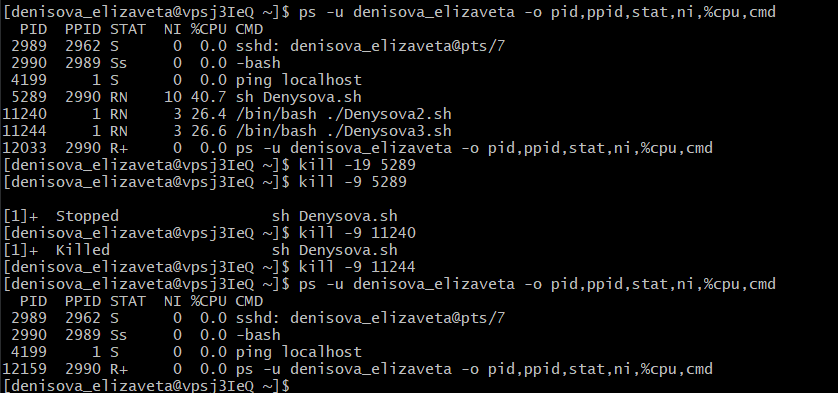 [denisova_elizaveta@vpsj3IeQ ~]$ ps -u denisova_elizaveta -o pid,ppid,stat,ni,%cpu,cmd
  PID  PPID STAT  NI %CPU CMD
 2989  2962 S      0  0.0 sshd: denisova_elizaveta@pts/7
 2990  2989 Ss     0  0.0 -bash
 4199     1 S      0  0.0 ping localhost
 5289  2990 RN    10 40.7 sh Denysova.sh
11240     1 RN     3 26.4 /bin/bash ./Denysova2.sh
11244     1 RN     3 26.6 /bin/bash ./Denysova3.sh
12033  2990 R+     0  0.0 ps -u denisova_elizaveta -o pid,ppid,stat,ni,%cpu,cmd
[denisova_elizaveta@vpsj3IeQ ~]$ kill -19 5289
[denisova_elizaveta@vpsj3IeQ ~]$ kill -9 5289
[1]+  Stopped                 sh Denysova.sh
[denisova_elizaveta@vpsj3IeQ ~]$ kill -9 11240
[1]+  Killed                  sh Denysova.sh
[denisova_elizaveta@vpsj3IeQ ~]$ kill -9 11244
[denisova_elizaveta@vpsj3IeQ ~]$ ps -u denisova_elizaveta -o pid,ppid,stat,ni,%cpu,cmd
  PID  PPID STAT  NI %CPU CMD
 2989  2962 S      0  0.0 sshd: denisova_elizaveta@pts/7
 2990  2989 Ss     0  0.0 -bash
 4199     1 S      0  0.0 ping localhost
12159  2990 R+     0  0.0 ps -u denisova_elizaveta -o pid,ppid,stat,ni,%cpu,cmd
[denisova_elizaveta@vpsj3IeQ ~]$